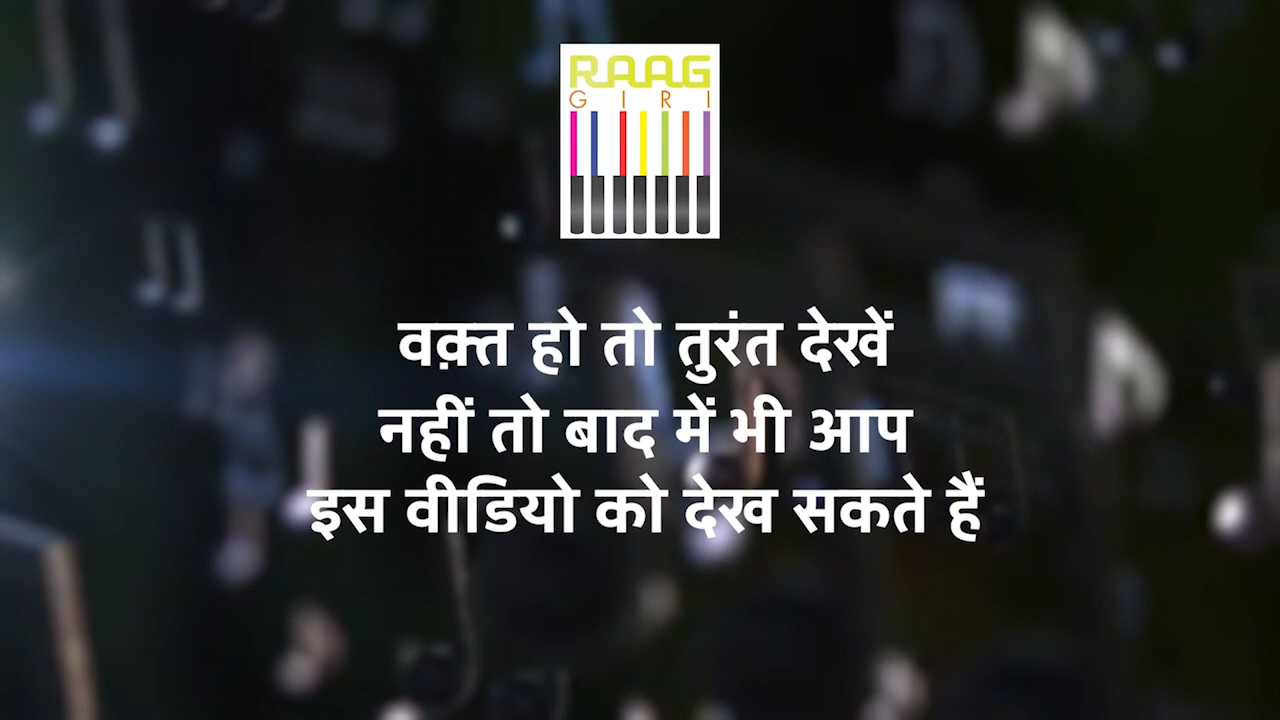 RAAG
GIRI
वक़्त हो तो तुरंत देखें
नहीं तो बाद में भी आप
इस वीडियो को देख सकते हैं